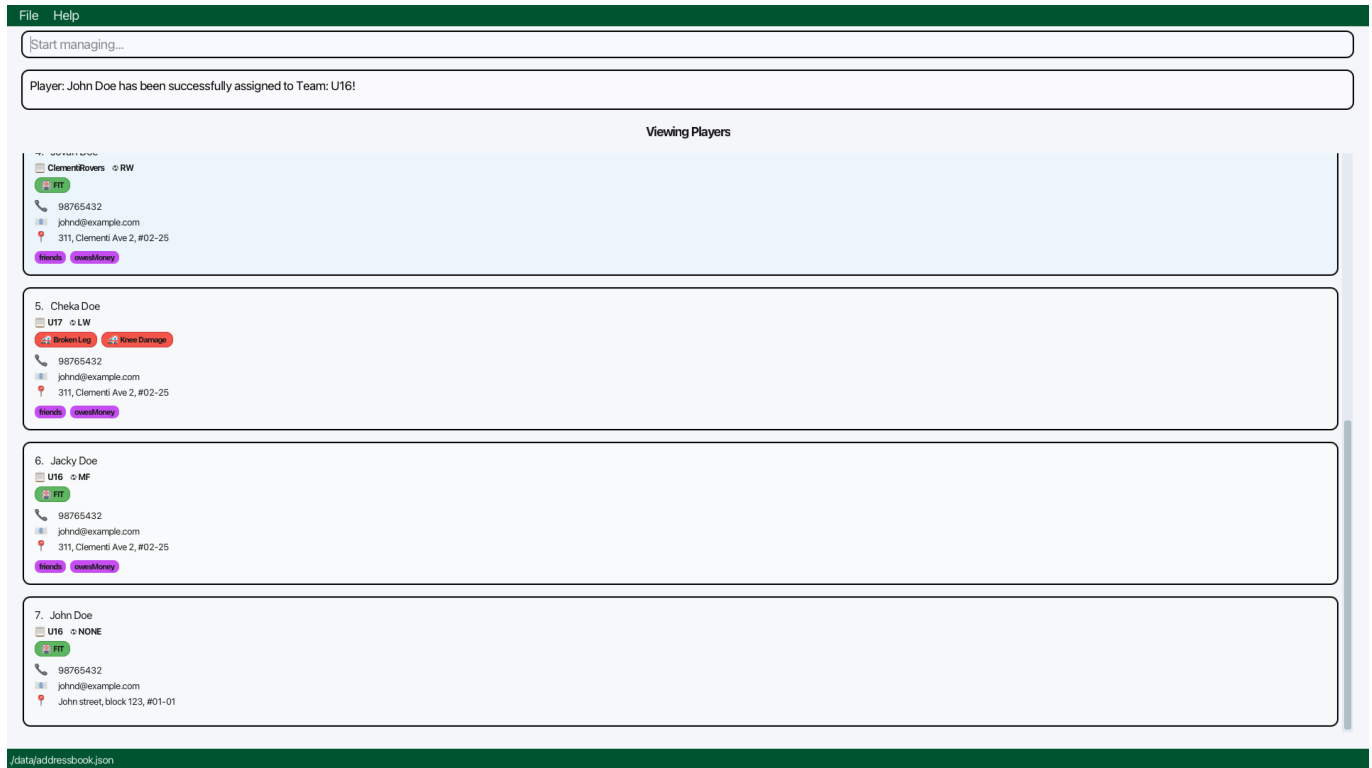 File Help
Start managing...
Player: John Doe has been successfully assigned to Team: U16!
Viewing Players
4. Jovan Doe
ClementiRovers RW
FIT
98765432
johnd@example.com
311, Clementi Ave 2, #02-25
friends owesMoney
5. Cheka Doe
U17 LW
Broken Leg Knee Damage
98765432
johnd@example.com
311, Clementi Ave 2, #02-25
friends owesMoney
6. Jacky Doe
U16 MF
FIT
98765432
johnd@example.com
311, Clementi Ave 2, #02-25
friends owesMoney
7. John Doe
U16 NONE
FIT
98765432
johnd@example.com
John street, block 123, #01-01
./data/addressbook.json